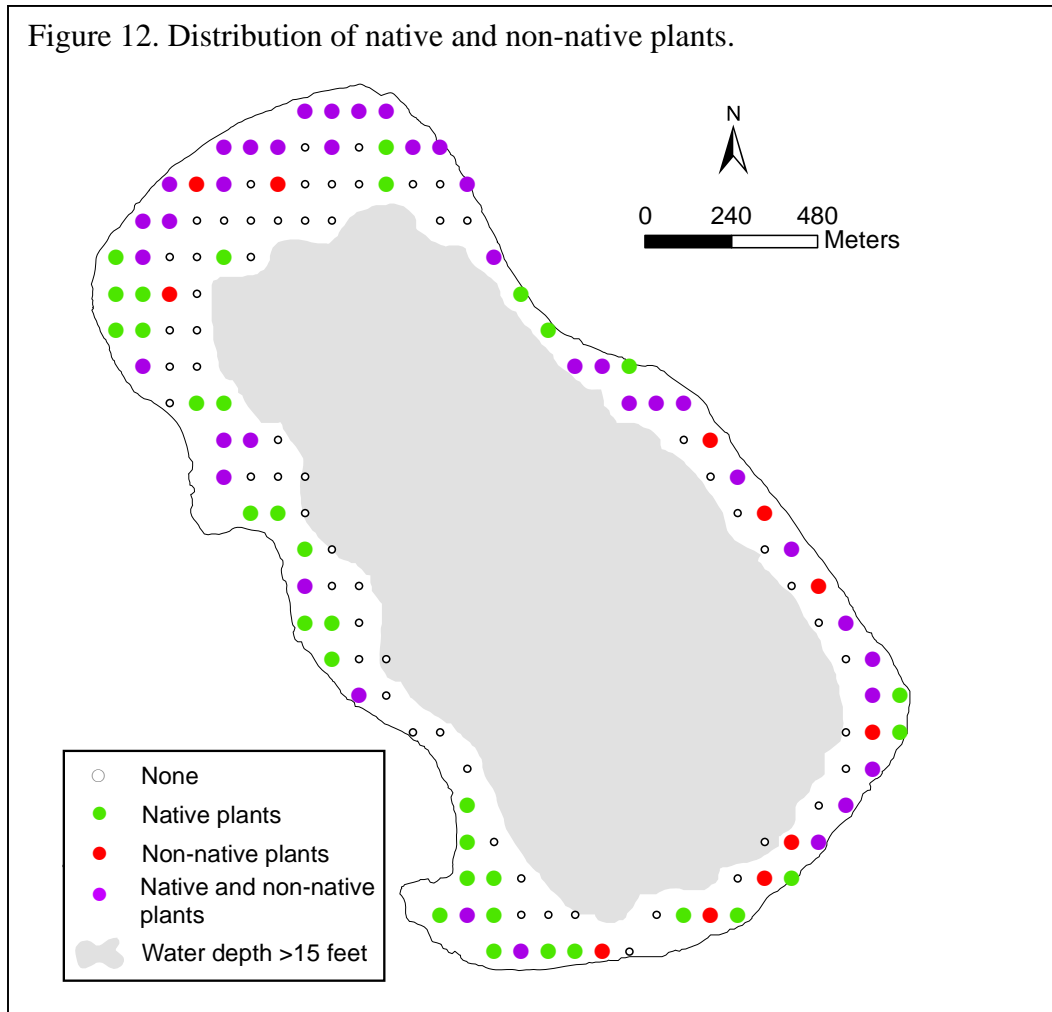 Figure 12. Distribution of native and non-native plants.
N
0 240 480
Meters
None
Native plants
Non-native plants
Native and non-native
plants
Water depth >15 feet